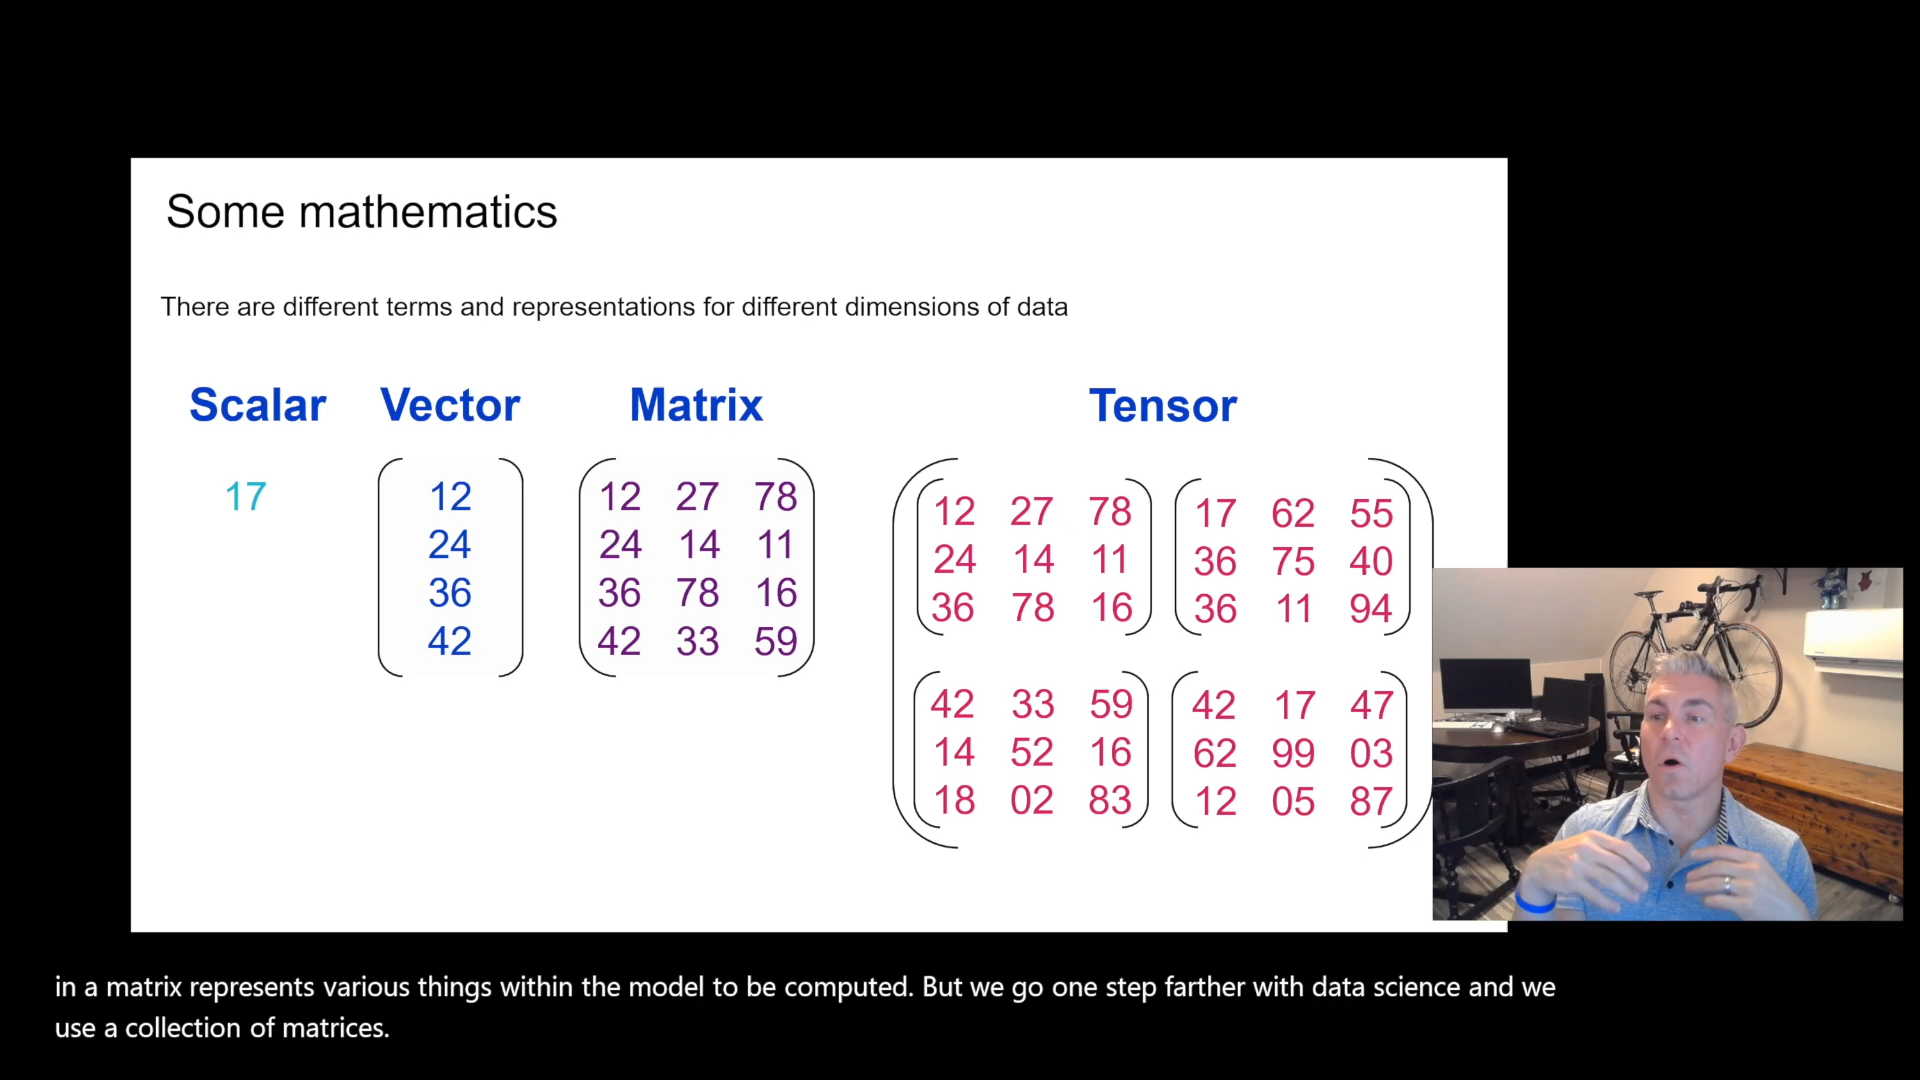 Some mathematics
There are different terms and representations for different dimensions of data
Scalar Vector Matrix Tensor
17
12
24
36
42
12 27 78
24 14 11
36 78 16
42 33 59
12 27 78
24 14 11
36 78 16
17 62 55
36 75 40
36 11 94
42 33 59
14 52 16
18 02 83
42 17 47
62 99 03
12 05 87
in a matrix represents various things within the model to be computed. But we go one step farther with data science and we
use a collection of matrices.